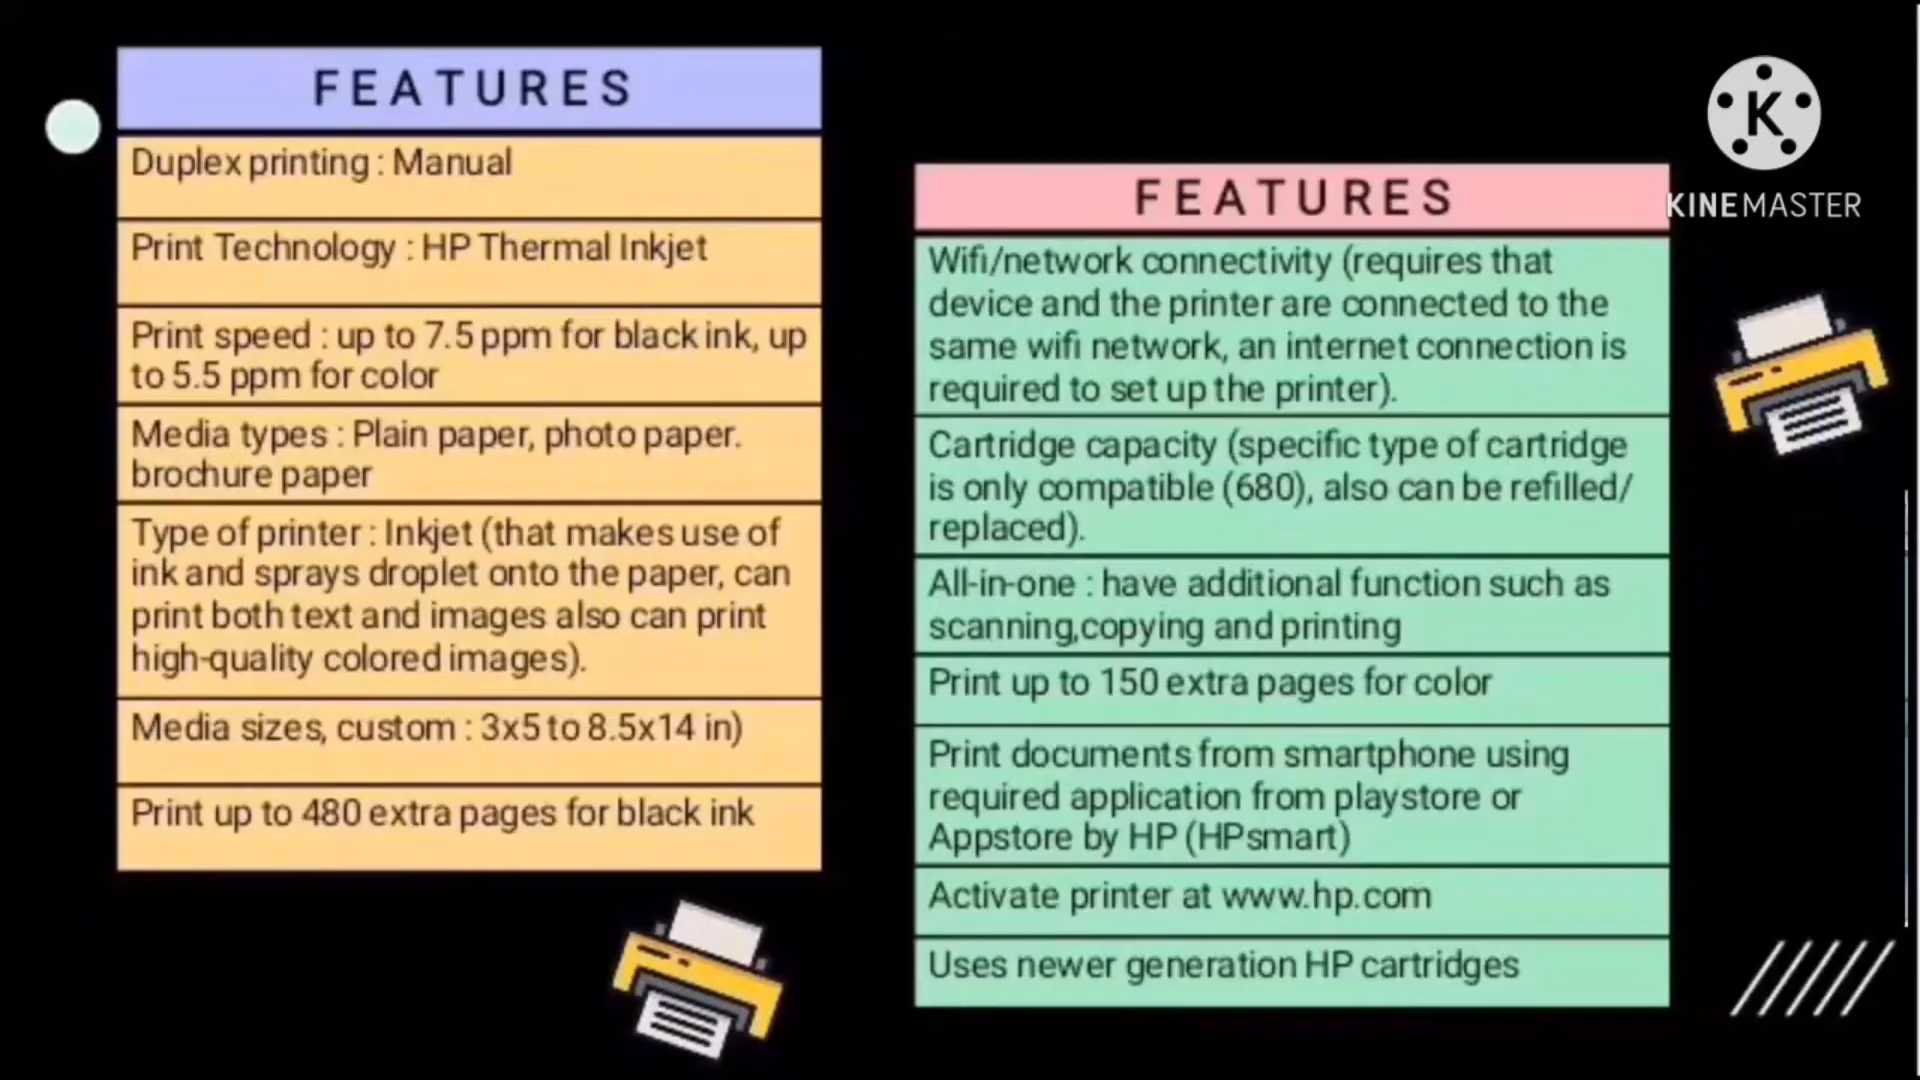 FEATURES
Duplex printing : Manual
Print Technology : HP Thermal Inkjet
Print speed : up to 7.5 ppm for black ink, up
to 5.5 ppm for color
Media types : Plain paper, photo paper.
brochure paper
Type of printer : Inkjet (that makes use of
ink and sprays droplet onto the paper, can
print both text and images also can print
high-quality colored images).
Media sizes, custom : 3x5 to 8.5x14 in)
Print up to 480 extra pages for black ink
FEATURES
Wifi/network connectivity (requires that
device and the printer are connected to the
same wifi network, an internet connection is
required to set up the printer).
Cartridge capacity (specific type of cartridge
is only compatible (680), also can be refilled/
replaced).
All-in-one : have additional function such as
scanning,copying and printing
Print up to 150 extra pages for color
Print documents from smartphone using
required application from playstore or
Appstore by HP (HPsmart)
Activate printer at www.hp.com
Uses newer generation HP cartridges
K
KINEMASTER